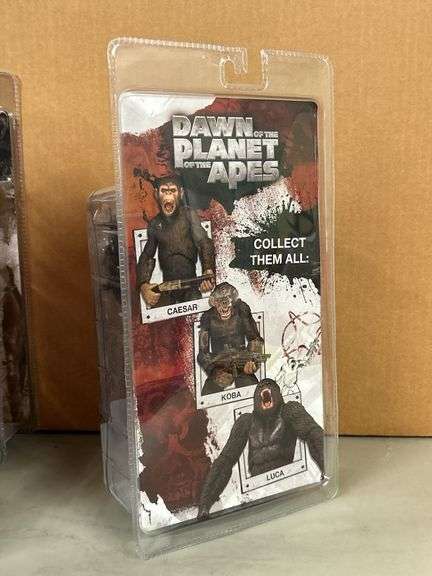 DAWN OF THE
PLANET
OF THE APES
COLLECT
THEM ALL:
CAESAR
KOBA
LUCA